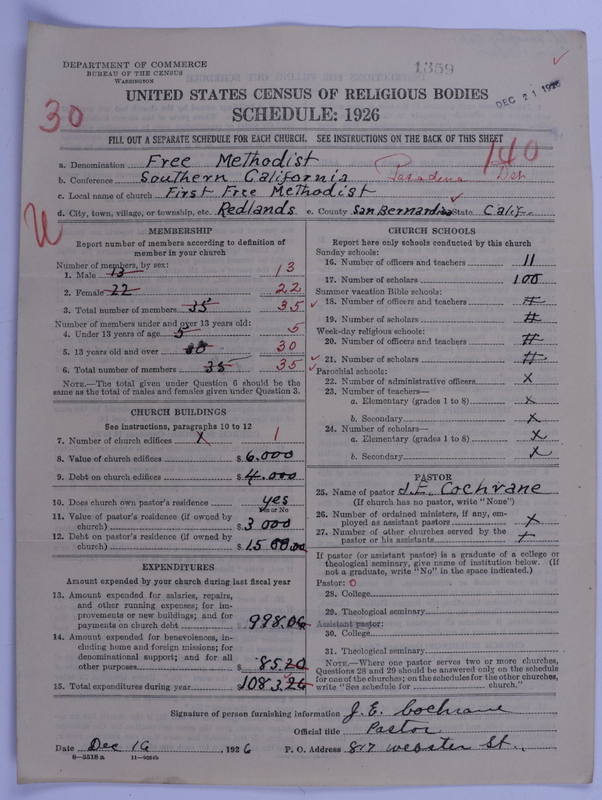 DEPARTMENT OF COMMERCE
BUREAU OF THE CENSUS
WASHINGTON
1359
UNITED STATES CENSUS OF RELIGIOUS BODIES
DEC 21 1926
SCHEDULE: 1926
30
FILL OUT A SEPARATE SCHEDULE FOR EACH CHURCH. SEE INSTRUCTIONS ON THE BACK OF THIS SHEET
140
a. Denomination Free Methodist
b. Conference Southern California Pasadena Dist
c. Local name of church First Free Methodist
d. City, town, village, or township, etc. Redlands e. County San Bernardino State Calif.
MEMBERSHIP
Report number of members according to definition of
member in your church
Number of members, by sex:
1. Male 13 13
2. Female 22 22
3. Total number of members 35 35
Number of members under and over 13 years old:
4. Under 13 years of age 5 5
5. 13 years old and over 30 30
6. Total number of members 35 35
NOTE.—The total given under Question 6 should be the
same as the total of males and females given under Question 3.
CHURCH BUILDINGS
See instructions, paragraphs 10 to 12
7. Number of church edifices 1
8. Value of church edifices $ 6.000
9. Debt on church edifices $ 4.000
10. Does church own pastor's residence yes
Yes or No
11. Value of pastor's residence (if owned by
church) $ 3 000
12. Debt on pastor's residence (if owned by
church) $
EXPENDITURES
Amount expended by your church during last fiscal year
13. Amount expended for salaries, repairs,
and other running expenses; for im-
provements or new buildings; and for
payments on church debt $ 998.06
14. Amount expended for benevolences, in-
cluding home and foreign missions; for
denominational support; and for all
other purposes $ 85.20
15. Total expenditures during year 1083.26
CHURCH SCHOOLS
Report here only schools conducted by this church
Sunday schools:
16. Number of officers and teachers 11
17. Number of scholars 100
Summer vacation Bible schools:
18. Number of officers and teachers
19. Number of scholars
Week-day religious schools:
20. Number of officers and teachers
21. Number of scholars
Parochial schools:
22. Number of administrative officers x
23. Number of teachers—
a. Elementary (grades 1 to 8) x
b. Secondary x
24. Number of scholars—
a. Elementary (grades 1 to 8) x
b. Secondary x
PASTOR
25. Name of pastor J. E. Cochrane
(If church has no pastor, write "None")
26. Number of ordained ministers, if any, em-
ployed as assistant pastors x
27. Number of other churches served by the
pastor or his assistants x
If pastor (or assistant pastor) is a graduate of a college or
theological seminary, give name of institution below. (If
not a graduate, write "No" in the space indicated.)
Pastor: 0
28. College
29. Theological seminary
Assistant pastor:
30. College
31. Theological seminary
NOTE.—Where one pastor serves two or more churches,
Questions 28 and 29 should be answered only on the schedule
for one of the churches; on the schedules for the other churches,
write "See schedule for church."
Signature of person furnishing information J. E. Cochrane
Official title Pastor
Date Dec 16, 1926 P. O. Address 817 Webster St.
8—5518 a 11—9051b